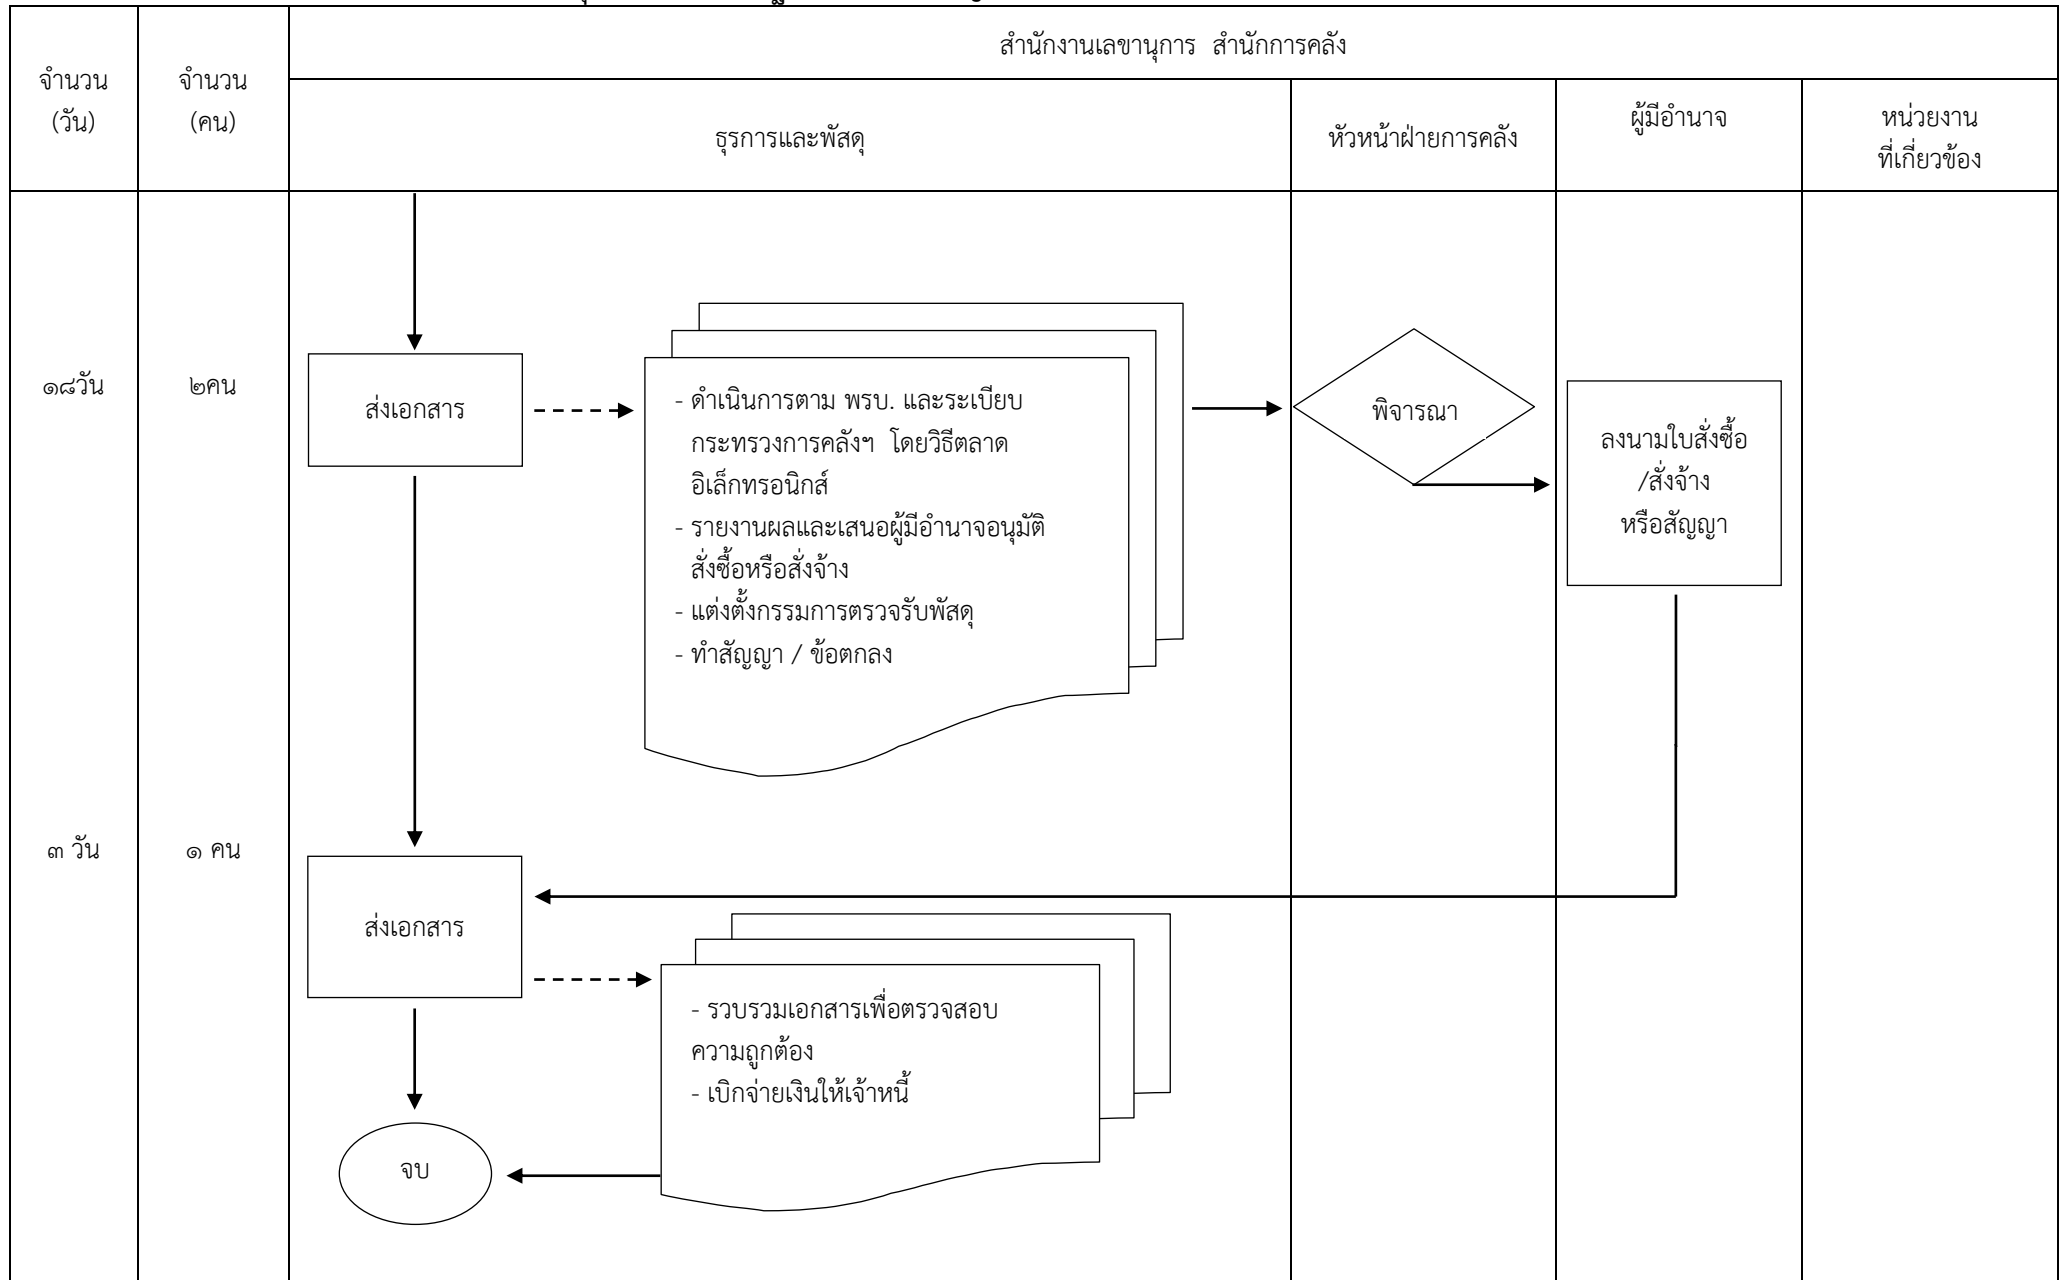 สำนักงานเลขานุการ สำนักการคลัง
จำนวน
(วัน)
จำนวน
(คน)
ธุรการและพัสดุ
หัวหน้าฝ่ายการคลัง
ผู้มีอำนาจ
หน่วยงาน
ที่เกี่ยวข้อง
๑๘วัน
๒คน
ส่งเอกสาร
- ดำเนินการตาม พรบ. และระเบียบ
กระทรวงการคลังฯ โดยวิธีตลาด
อิเล็กทรอนิกส์
- รายงานผลและเสนอผู้มีอำนาจอนุมัติ
สั่งซื้อหรือสั่งจ้าง
- แต่งตั้งกรรมการตรวจรับพัสดุ
- ทำสัญญา / ข้อตกลง
พิจารณา
ลงนามใบสั่งซื้อ
/สั่งจ้าง
หรือสัญญา
๓ วัน
๑ คน
ส่งเอกสาร
- รวบรวมเอกสารเพื่อตรวจสอบ
ความถูกต้อง
- เบิกจ่ายเงินให้เจ้าหนี้
จบ